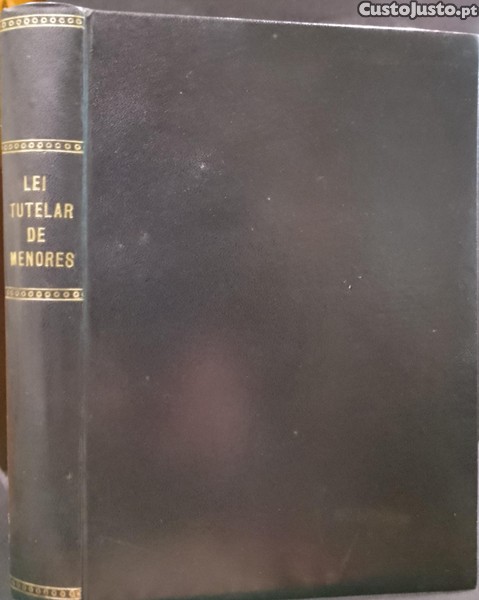 CustoJusto.pt
LEI
TUTELAR
DE
MENORES